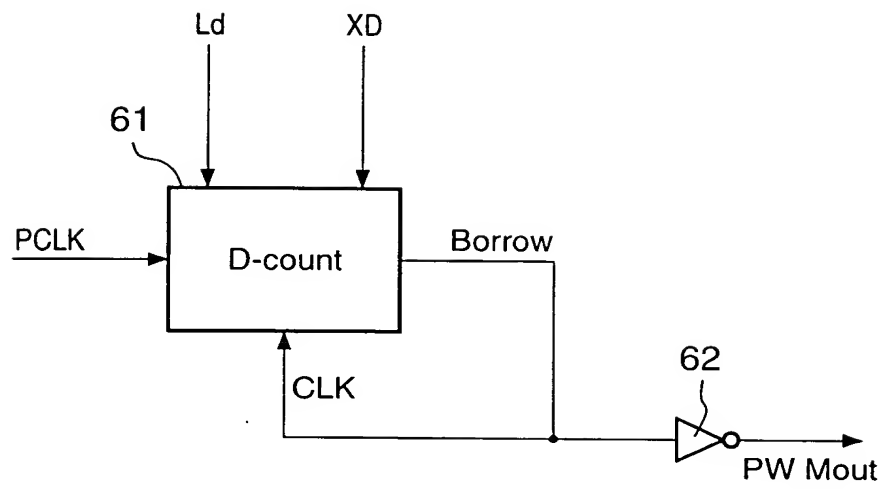 Ld
XD
61
PCLK
D-count
Borrow
CLK
62
PW Mout